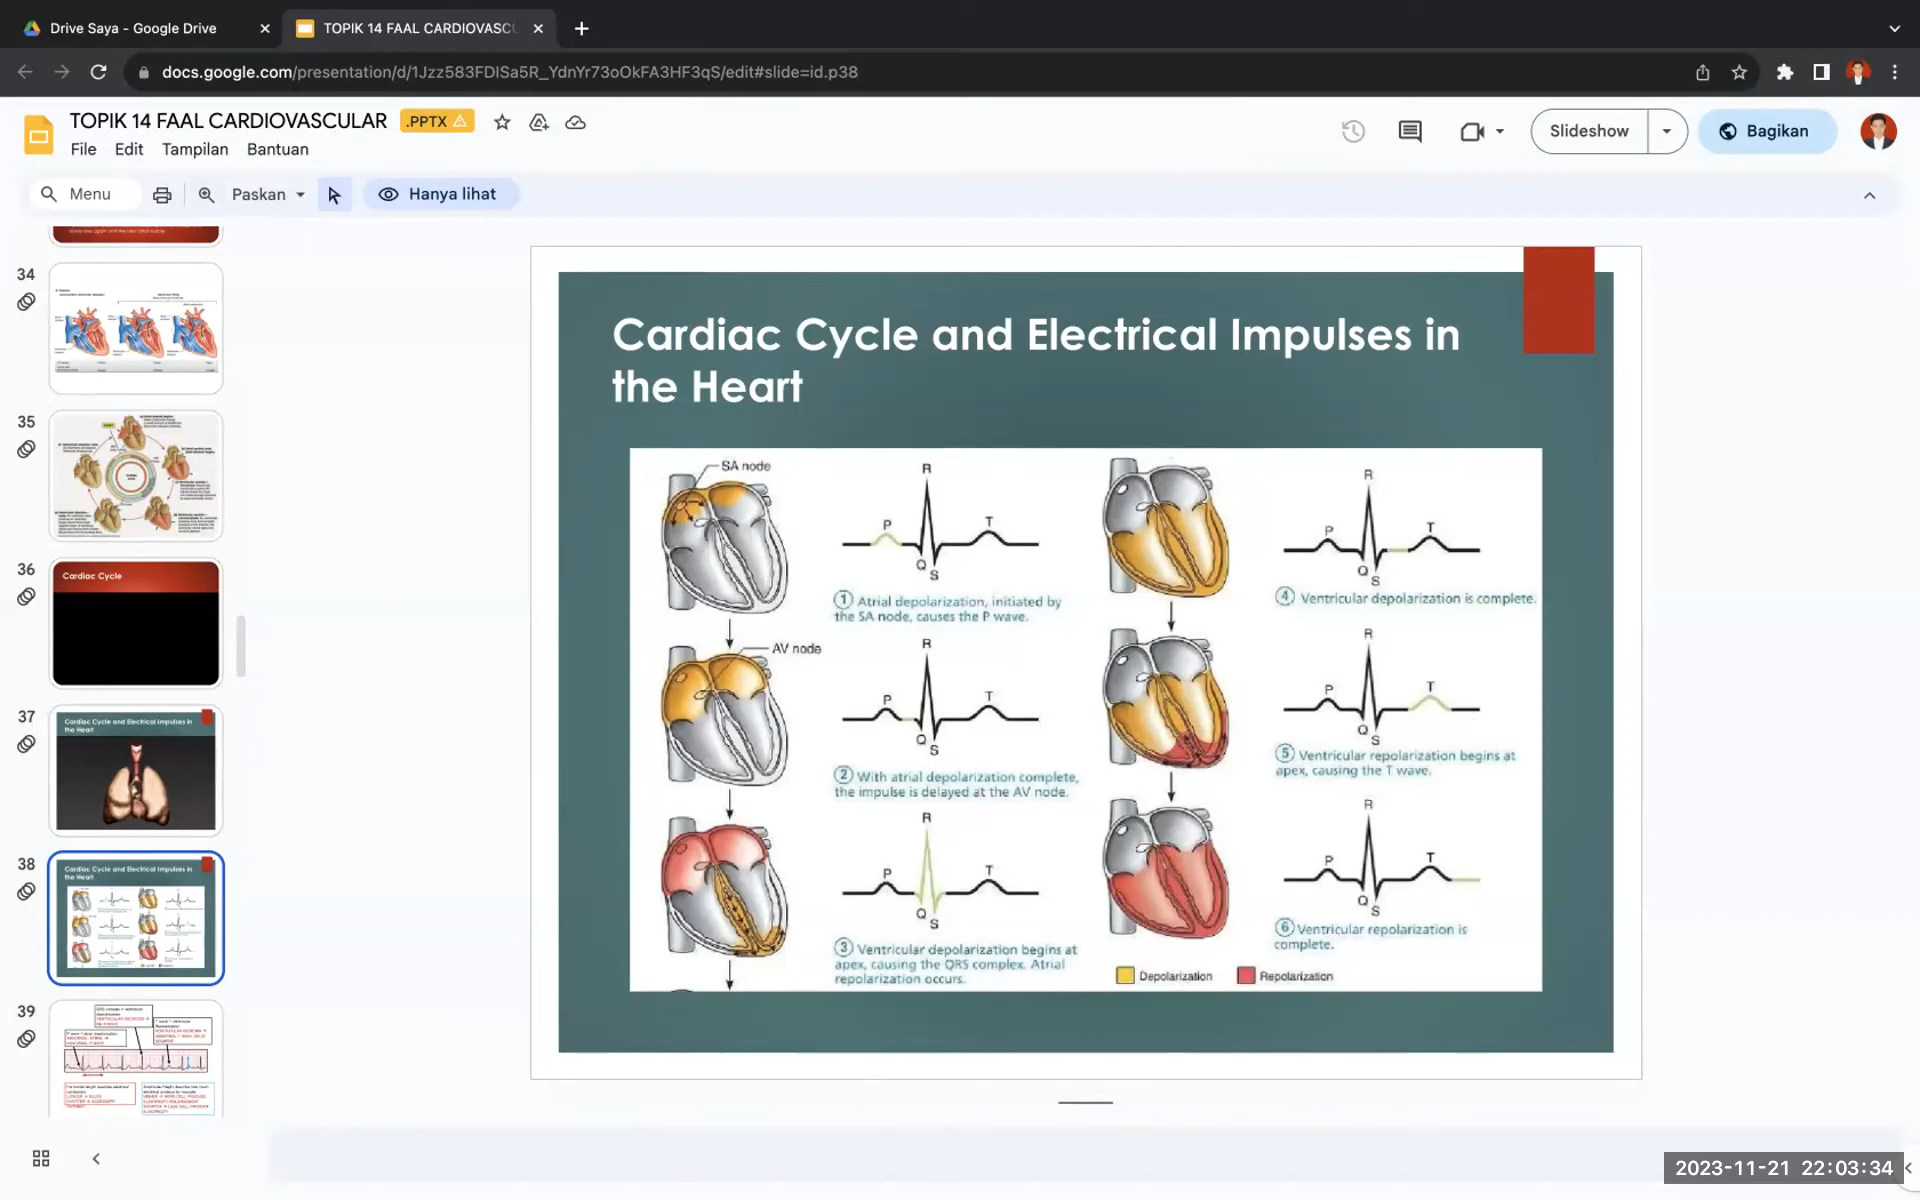 Drive Saya - Google Drive
TOPIK 14 FAAL CARDIOVASC
docs.google.com/presentation/d/1Jzz583FDlSa5R_YdnYr73oOkFA3HF3qS/edit#slide=id.p38
TOPIK 14 FAAL CARDIOVASCULAR
.PPTX
File Edit Tampilan Bantuan
Slideshow
Bagikan
Menu
Paskan
Hanya lihat
34
35
36
Cardiac Cycle
37
Cardiac Cycle and Electrical Impulses in
the Heart
38
Cardiac Cycle and Electrical Impulses in
the Heart
39
Cardiac Cycle and Electrical Impulses in
the Heart
SA node
R
P
T
Q
S
1 Atrial depolarization, initiated by
the SA node, causes the P wave.
AV node
R
P
T
Q
S
2 With atrial depolarization complete,
the impulse is delayed at the AV node.
R
P
T
Q
S
3 Ventricular depolarization begins at
apex, causing the QRS complex. Atrial
repolarization occurs.
R
P
T
Q
S
4 Ventricular depolarization is complete.
R
P
T
Q
S
5 Ventricular repolarization begins at
apex, causing the T wave.
R
P
T
Q
S
6 Ventricular repolarization is
complete.
Depolarization
Repolarization
2023-11-21 22:03:34